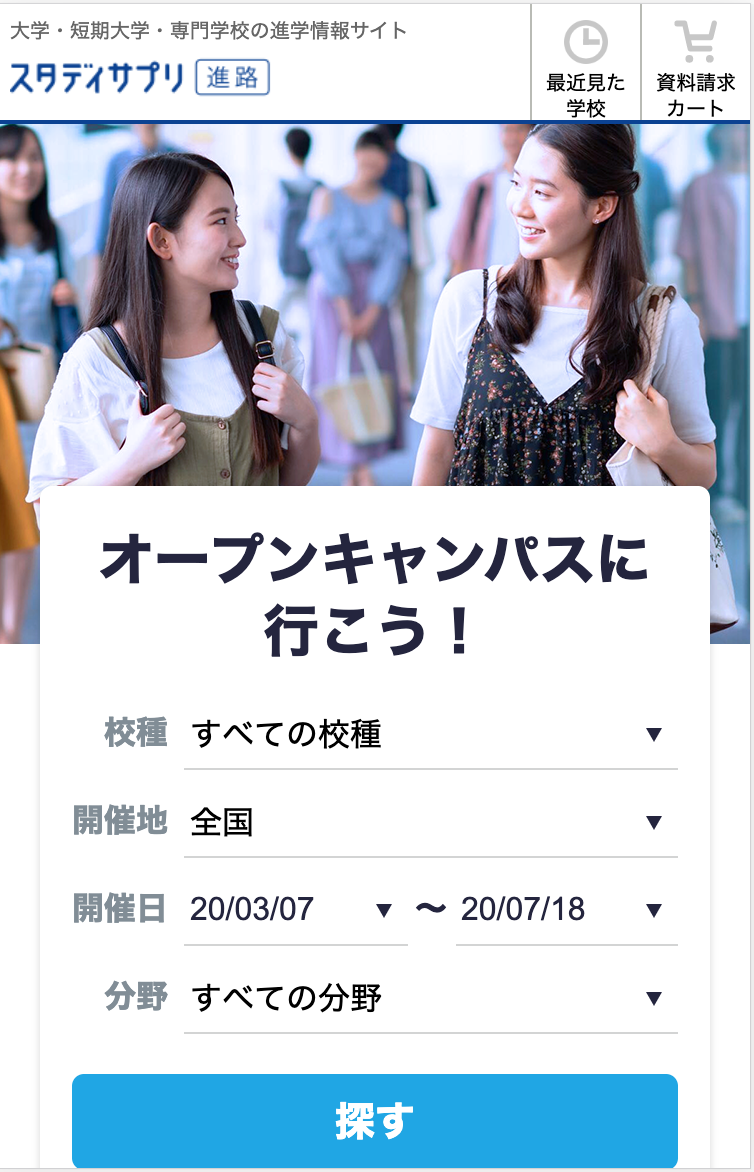 大学・短期大学・専門学校の進学情報サイト
スタディサプリ 進路
最近見た
学校
資料請求
カート
オープンキャンパスに
行こう！
校種 すべての校種 ▼
開催地 全国 ▼
開催日 20/03/07 ▼ 〜 20/07/18 ▼
分野 すべての分野 ▼
探す